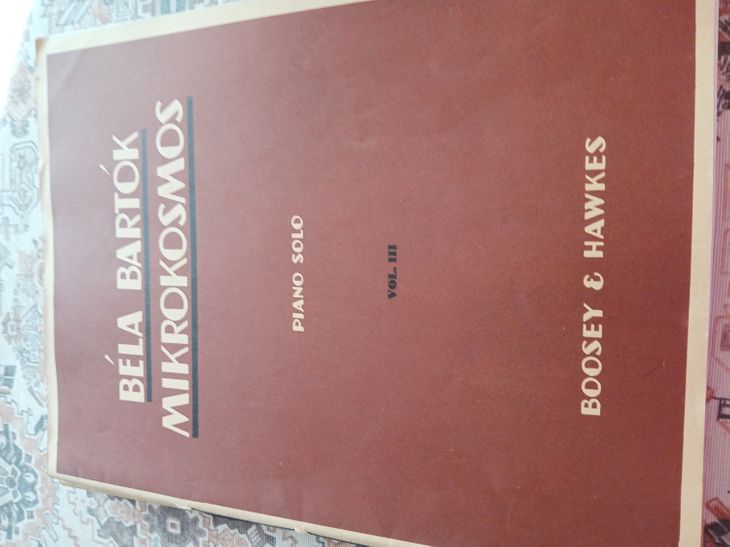 BÉLA BARTÓK
MIKROKOSMOS
PIANO SOLO
VOL. III
BOOSEY & HAWKES